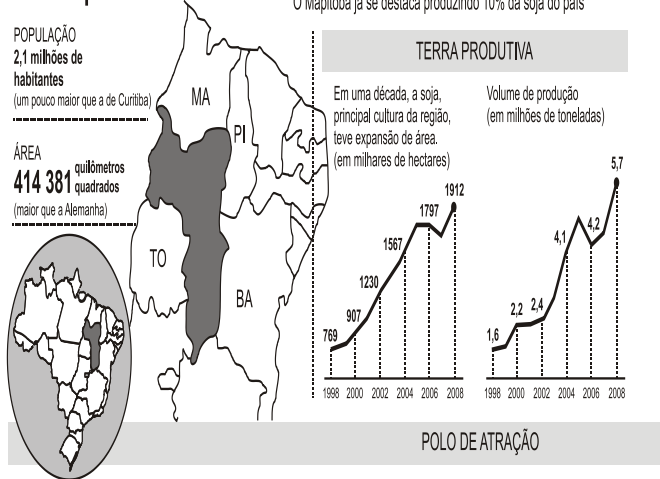 O Mapitoba já se destaca produzindo 10% da soja do país
POPULAÇÃO
2,1 milhões de
habitantes
(um pouco maior que a de Curitiba)
ÁREA
414 381 quilômetros
quadrados
(maior que a Alemanha)
MA
PI
TO
BA
TERRA PRODUTIVA
Em uma década, a soja,
principal cultura da região,
teve expansão de área.
(em milhares de hectares)
769
907
1230
1567
1797
1912
1998 2000 2002 2004 2006 2008
Volume de produção
(em milhões de toneladas)
1,6
2,2
2,4
4,1
4,2
5,7
1998 2000 2002 2004 2006 2008
POLO DE ATRAÇÃO